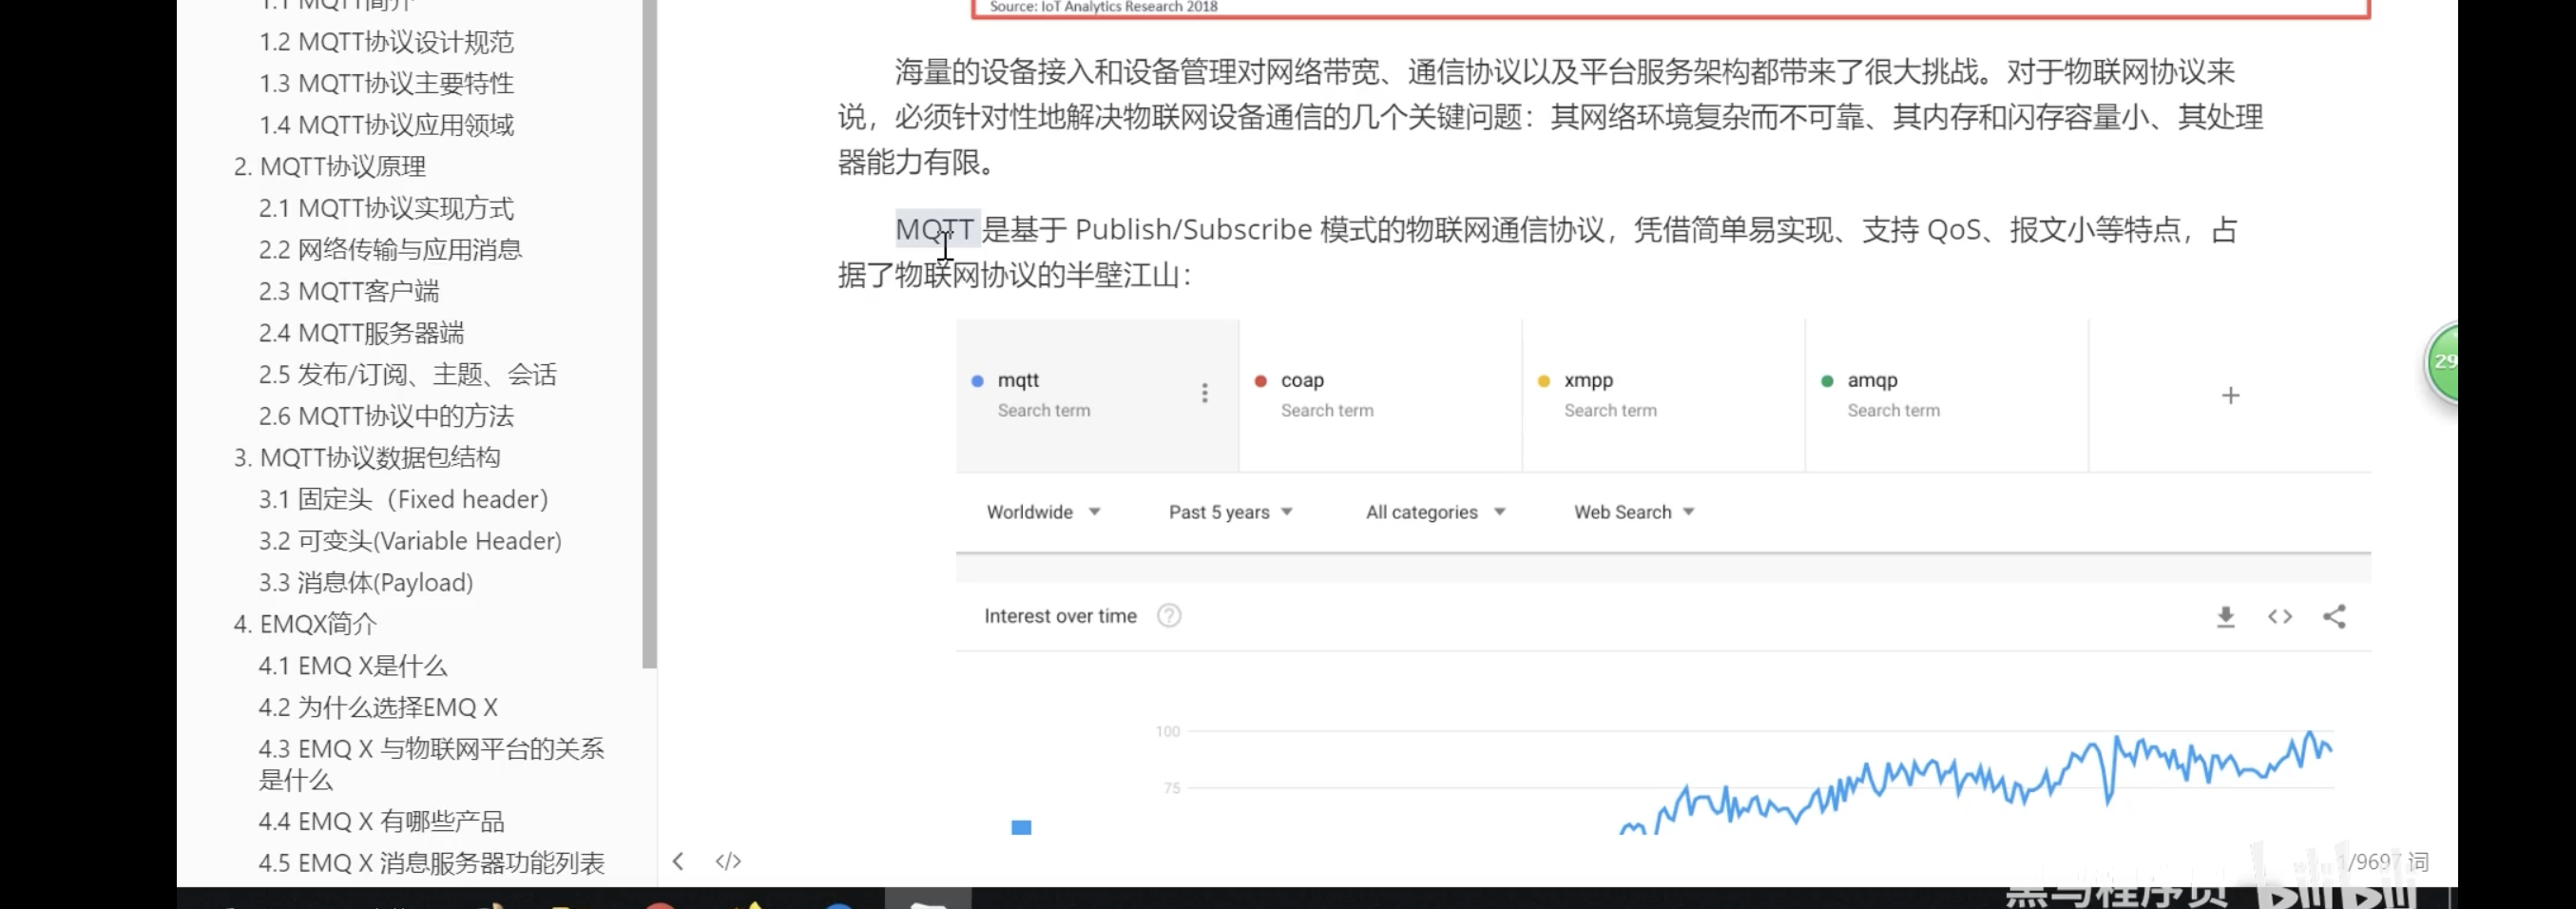 1.1 MQTT简介
1.2 MQTT协议设计规范
1.3 MQTT协议主要特性
1.4 MQTT协议应用领域
2. MQTT协议原理
2.1 MQTT协议实现方式
2.2 网络传输与应用消息
2.3 MQTT客户端
2.4 MQTT服务器端
2.5 发布/订阅、主题、会话
2.6 MQTT协议中的方法
3. MQTT协议数据包结构
3.1 固定头（Fixed header）
3.2 可变头(Variable Header)
3.3 消息体(Payload)
4. EMQX简介
4.1 EMQ X是什么
4.2 为什么选择EMQ X
4.3 EMQ X 与物联网平台的关系
是什么
4.4 EMQ X 有哪些产品
4.5 EMQ X 消息服务器功能列表
Source: IoT Analytics Research 2018
海量的设备接入和设备管理对网络带宽、通信协议以及平台服务架构都带来了很大挑战。对于物联网协议来
说，必须针对性地解决物联网设备通信的几个关键问题：其网络环境复杂而不可靠、其内存和闪存容量小、其处理
器能力有限。
MQTT 是基于 Publish/Subscribe 模式的物联网通信协议，凭借简单易实现、支持 QoS、报文小等特点，占
据了物联网协议的半壁江山：
mqtt
Search term
coap
Search term
xmpp
Search term
amqp
Search term
+
29
Worldwide Past 5 years All categories Web Search
Interest over time ?
100
75
</> 1/9697 词
黑马程序员 bilibili